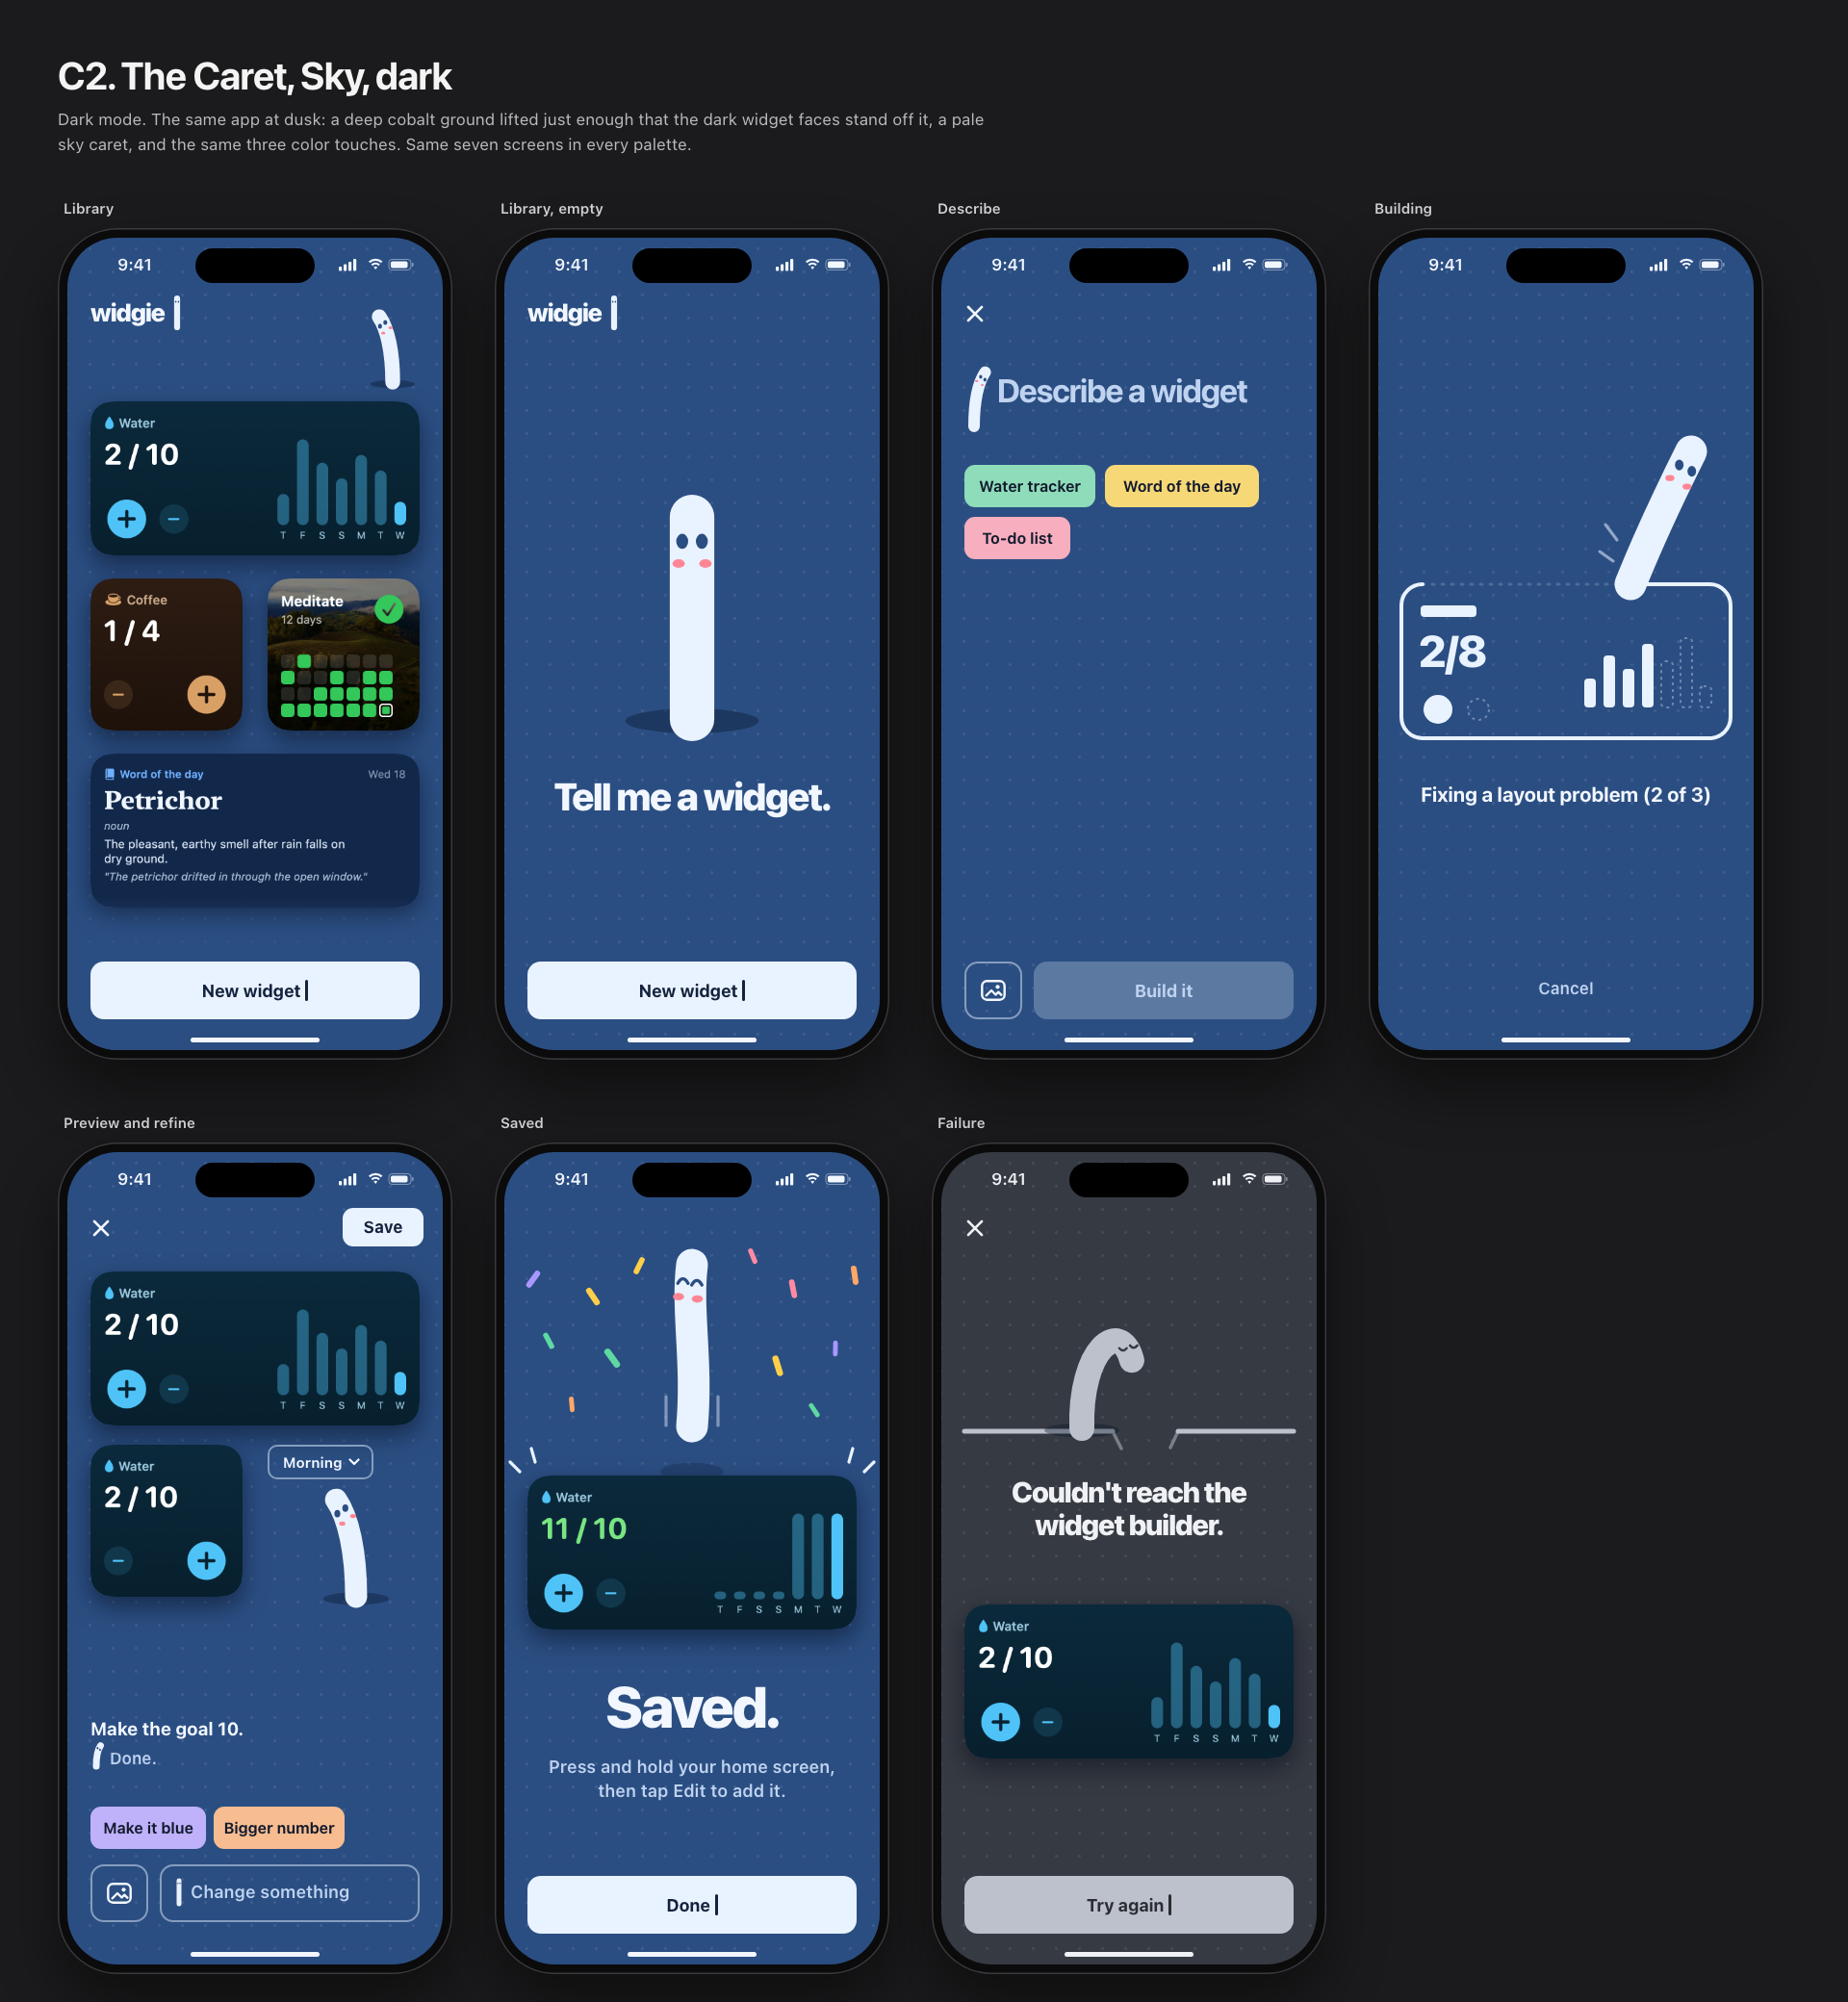 C2. The Caret, Sky, dark
Dark mode. The same app at dusk: a deep cobalt ground lifted just enough that the dark widget faces stand off it, a pale
sky caret, and the same three color touches. Same seven screens in every palette.
Library
9:41
widgie
Water
2 / 10
T F S S M T W
Coffee
1 / 4
Meditate
12 days
Word of the day
Wed 18
Petrichor
noun
The pleasant, earthy smell after rain falls on
dry ground.
"The petrichor drifted in through the open window."
New widget
Library, empty
9:41
widgie
Tell me a widget.
New widget
Describe
9:41
Describe a widget
Water tracker
Word of the day
To-do list
Build it
Building
9:41
2/8
Fixing a layout problem (2 of 3)
Cancel
Preview and refine
9:41
Save
Water
2 / 10
T F S S M T W
Water
2 / 10
Morning
Make the goal 10.
Done.
Make it blue
Bigger number
Change something
Saved
9:41
Water
11 / 10
T F S S M T W
Saved.
Press and hold your home screen,
then tap Edit to add it.
Done
Failure
9:41
Couldn't reach the
widget builder.
Water
2 / 10
T F S S M T W
Try again